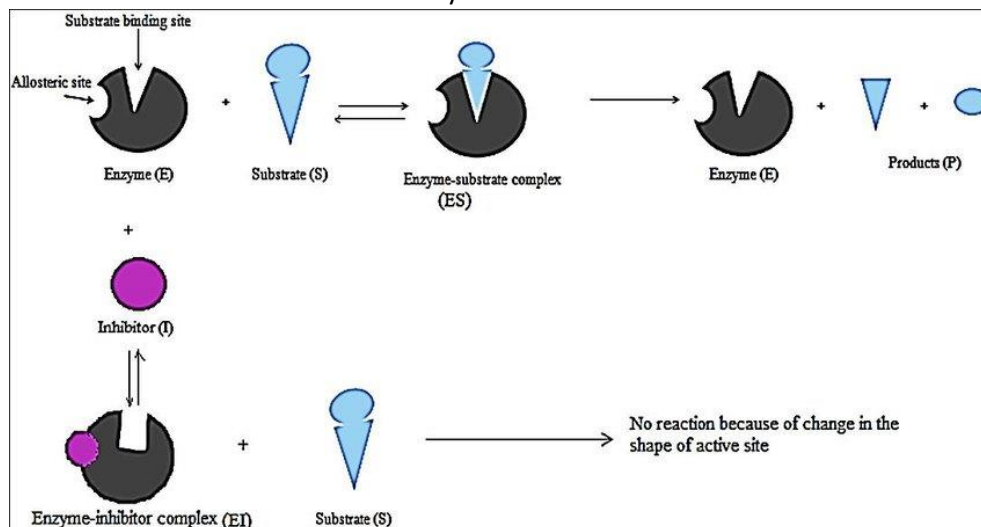 Substrate binding site
Allosteric site
+
+
+
Enzyme (E)
Substrate (S)
Enzyme-substrate complex
(ES)
Enzyme (E)
Products (P)
+
Inhibitor (I)
+
No reaction because of change in the
shape of active site
Enzyme-inhibitor complex (EI)
Substrate (S)